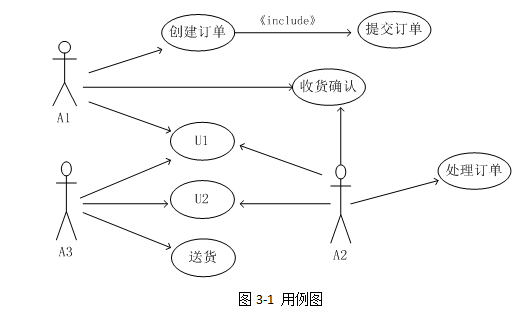 创建订单
《include》
提交订单
A1
收货确认
U1
处理订单
A3
U2
A2
送货
图 3-1 用例图